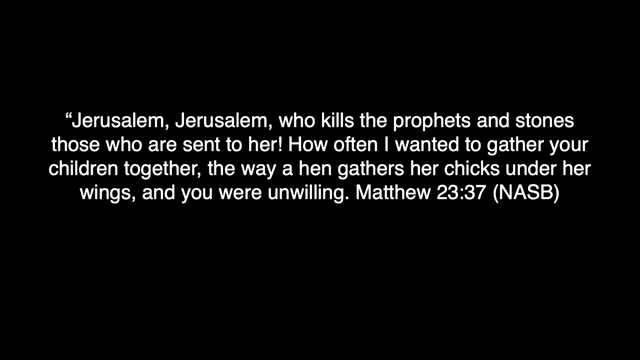 “Jerusalem, Jerusalem, who kills the prophets and stones
those who are sent to her! How often I wanted to gather your
children together, the way a hen gathers her chicks under her
wings, and you were unwilling. Matthew 23:37 (NASB)